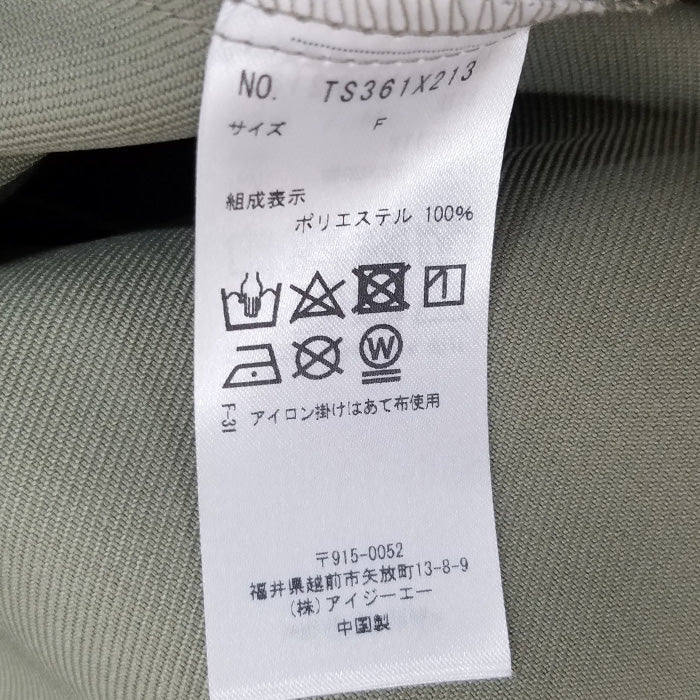 NO. TS361X213
サイズ F
組成表示
ポリエステル 100%
W
F-31
アイロン掛けはあて布使用
〒915-0052
福井県越前市矢放町13-8-9
(株)アイジーエー
中国製